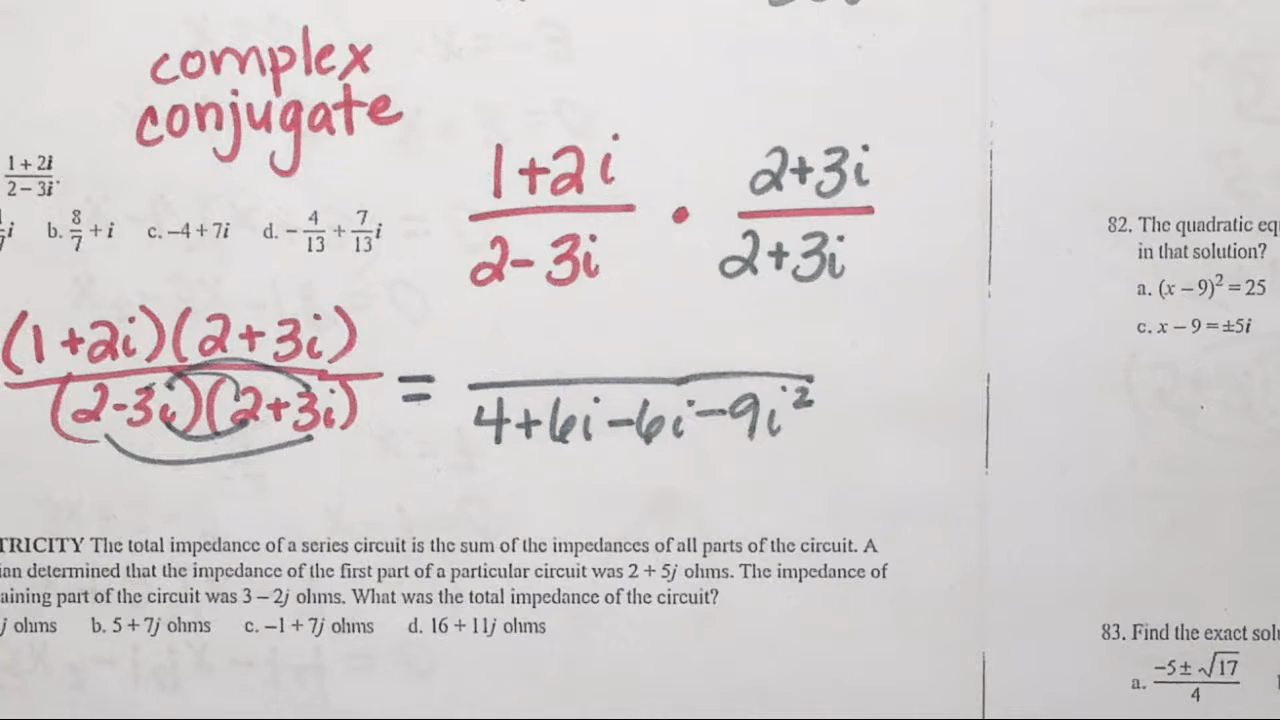 complex
conjugate
1 + 2i
2 – 3i.
i b. 8/7 + i c. –4 + 7i d. – 4/13 + 7/13 i
1+2i · 2+3i
2-3i 2+3i
(1+2i)(2+3i)
(2-3i)(2+3i) = 4+6i-6i-9i²
TRICITY The total impedance of a series circuit is the sum of the impedances of all parts of the circuit. A
ian determined that the impedance of the first part of a particular circuit was 2 + 5j ohms. The impedance of
aining part of the circuit was 3 – 2j ohms. What was the total impedance of the circuit?
j ohms b. 5 + 7j ohms c. –1 + 7j ohms d. 16 + 11j ohms
82. The quadratic equ
in that solution?
a. (x – 9)² = 25
c. x – 9 = ±5i
83. Find the exact solu
a. –5 ± √17
4